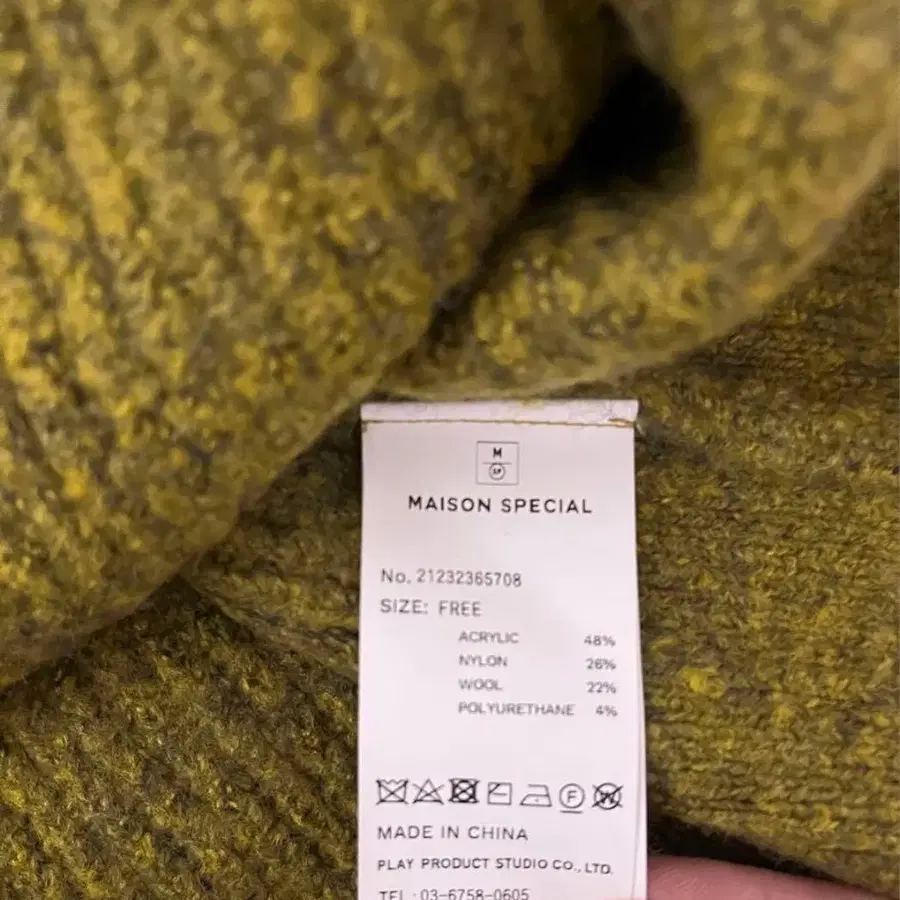 M
SP
MAISON SPECIAL
No. 21232365708
SIZE: FREE
ACRYLIC 48%
NYLON 26%
WOOL 22%
POLYURETHANE 4%
F
W
MADE IN CHINA
PLAY PRODUCT STUDIO CO., LTD.
TEL : 03-6758-0605